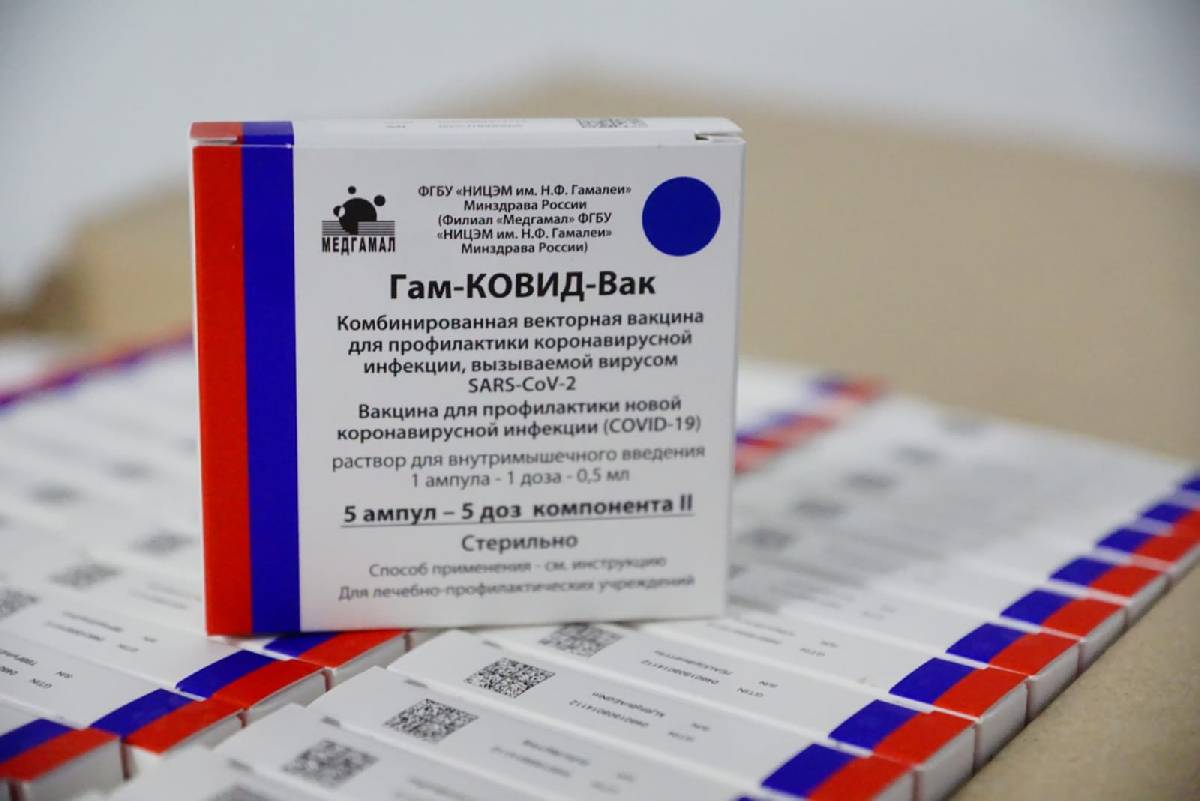 МЕДГАМАЛ
ФГБУ «НИЦЭМ им. Н.Ф. Гамалеи»
Минздрава России
(Филиал «Медгамал» ФГБУ
«НИЦЭМ им. Н.Ф. Гамалеи»
Минздрава России)
Гам-КОВИД-Вак
Комбинированная векторная вакцина
для профилактики коронавирусной
инфекции, вызываемой вирусом
SARS-CoV-2
Вакцина для профилактики новой
коронавирусной инфекции (COVID-19)
раствор для внутримышечного введения
1 ампула - 1 доза - 0,5 мл
5 ампул – 5 доз компонента II
Стерильно
Способ применения - см. инструкцию
Для лечебно-профилактических учреждений